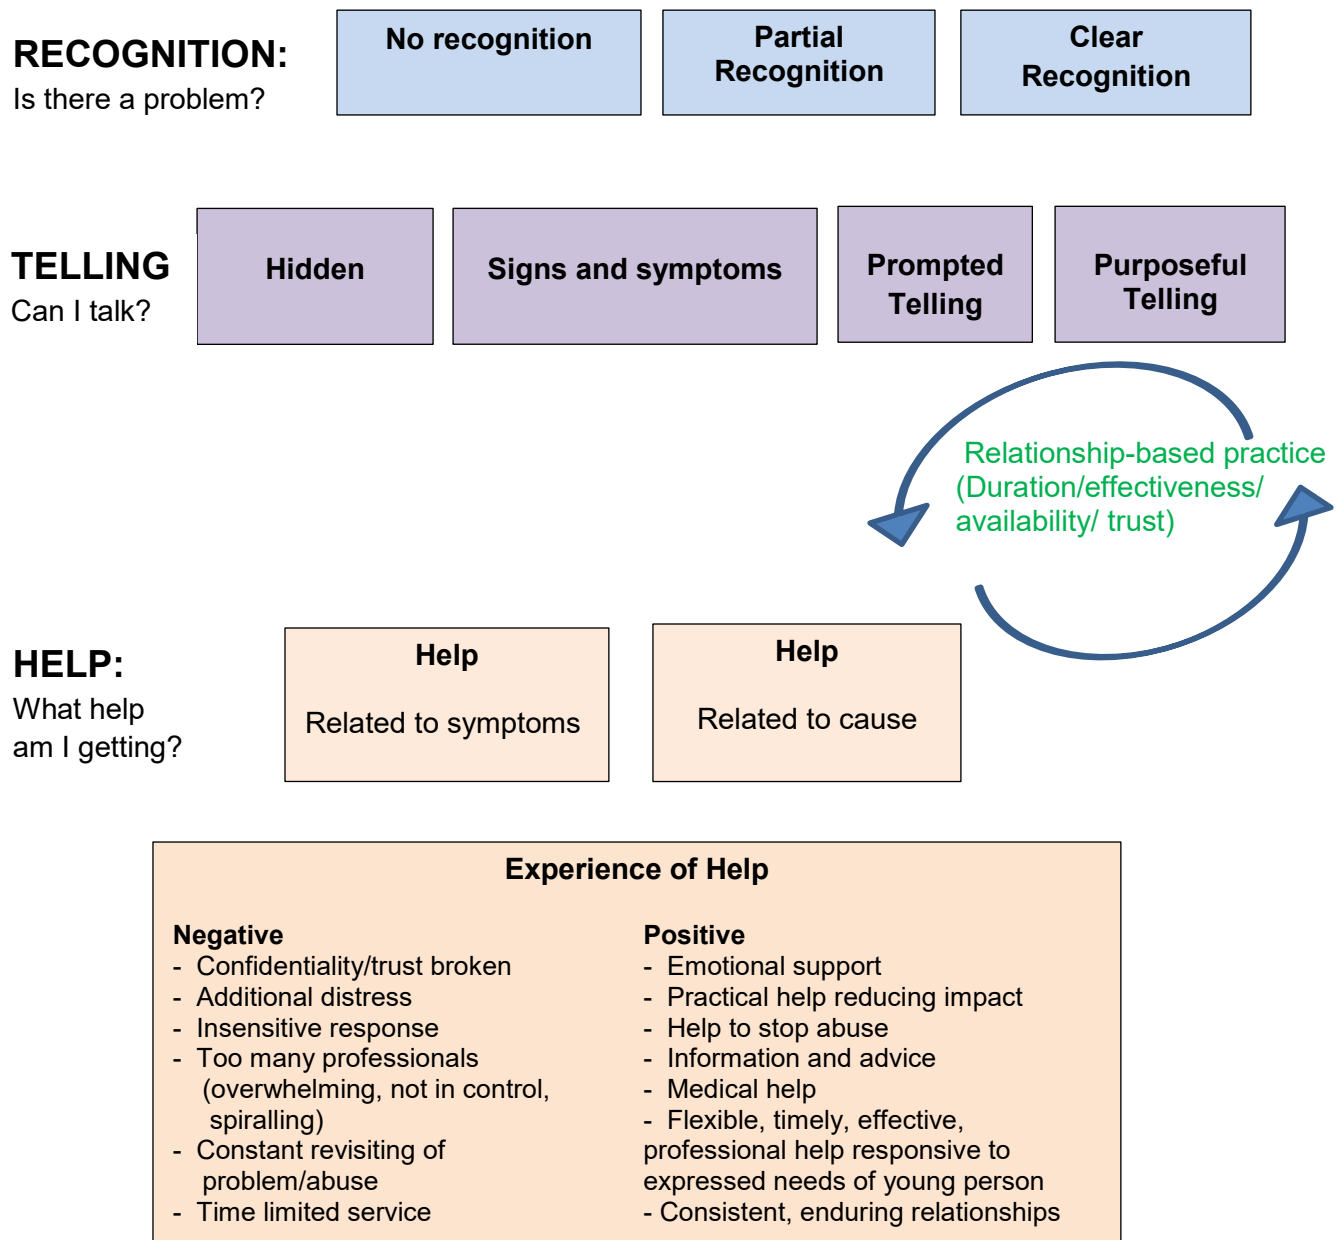 RECOGNITION:
Is there a problem?
No recognition
Partial
Recognition
Clear
Recognition
TELLING
Can I talk?
Hidden
Signs and symptoms
Prompted
Telling
Purposeful
Telling
Relationship-based practice
(Duration/effectiveness/
availability/ trust)
HELP:
What help
am I getting?
Help
Related to symptoms
Help
Related to cause
Experience of Help
Negative
- Confidentiality/trust broken
- Additional distress
- Insensitive response
- Too many professionals
(overwhelming, not in control,
spiralling)
- Constant revisiting of
problem/abuse
- Time limited service
Positive
- Emotional support
- Practical help reducing impact
- Help to stop abuse
- Information and advice
- Medical help
- Flexible, timely, effective,
professional help responsive to
expressed needs of young person
- Consistent, enduring relationships